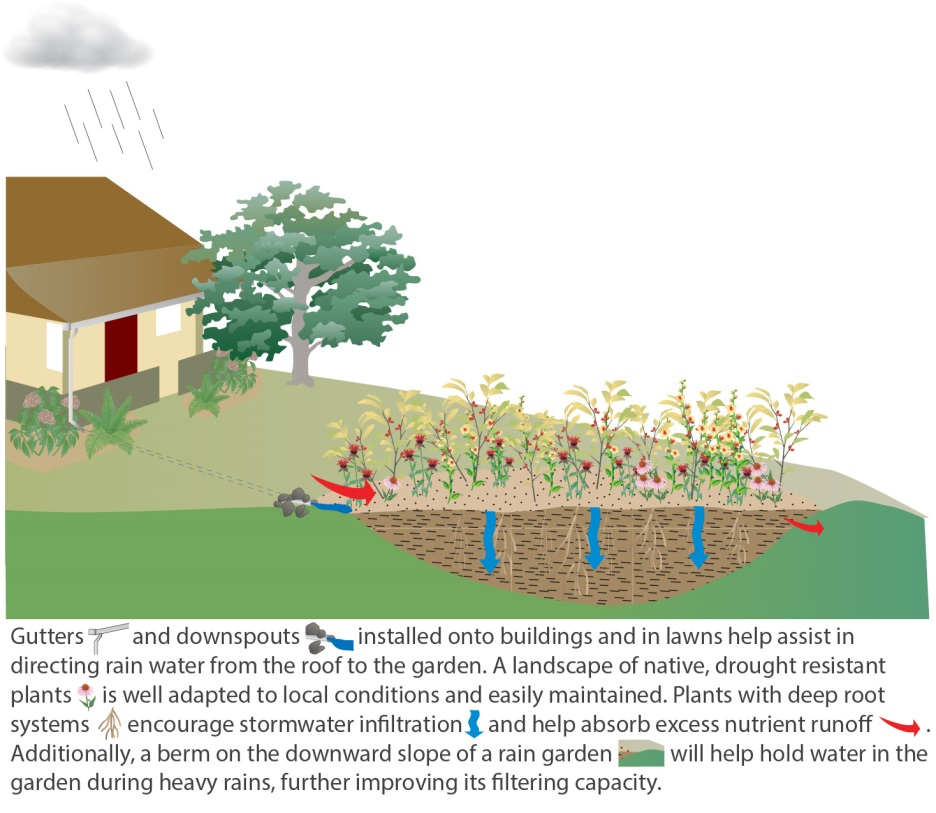 Gutters and downspouts installed onto buildings and in lawns help assist in
directing rain water from the roof to the garden. A landscape of native, drought resistant
plants is well adapted to local conditions and easily maintained. Plants with deep root
systems encourage stormwater infiltration and help absorb excess nutrient runoff .
Additionally, a berm on the downward slope of a rain garden will help hold water in the
garden during heavy rains, further improving its filtering capacity.